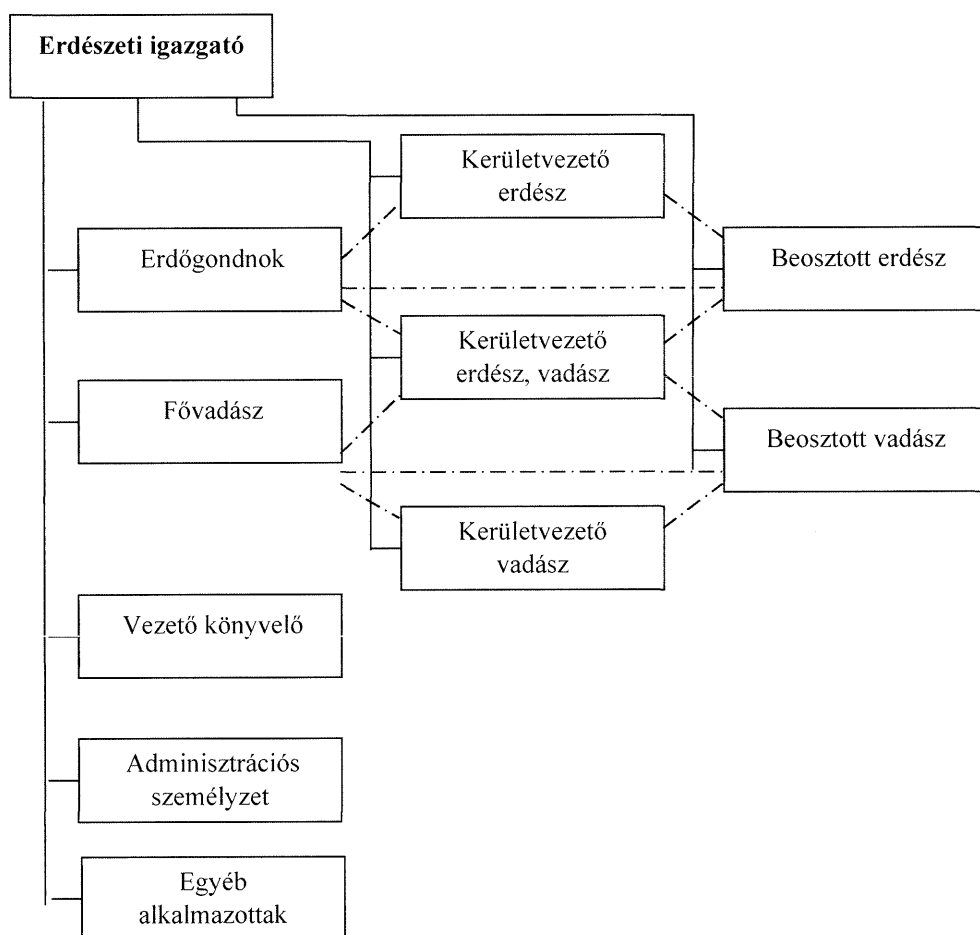 Erdészeti igazgató
Kerületvezető
erdész
Erdőgondnok
Beosztott erdész
Kerületvezető
erdész, vadász
Fővadász
Beosztott vadász
Kerületvezető
vadász
Vezető könyvelő
Adminisztrációs
személyzet
Egyéb
alkalmazottak